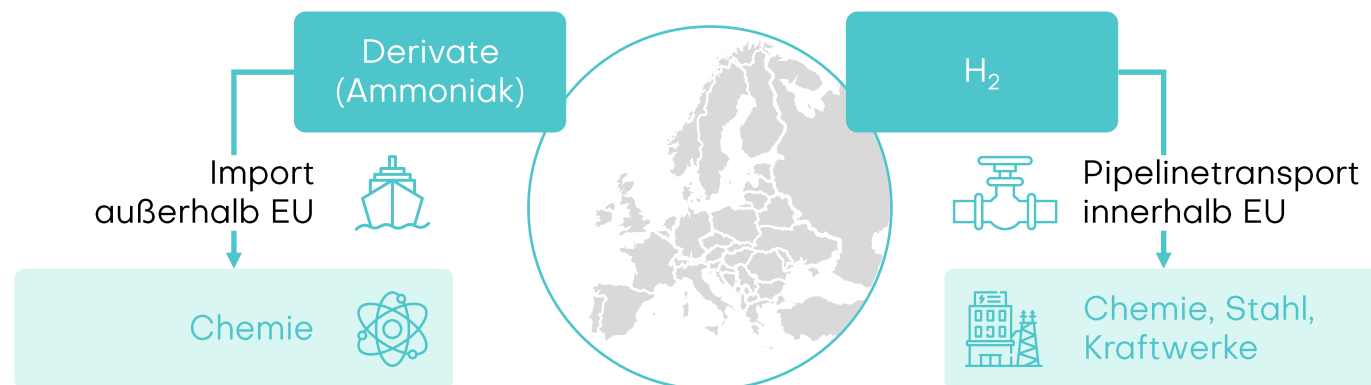 Derivate
(Ammoniak)
Import
außerhalb EU
Chemie
H₂
Pipelinetransport
innerhalb EU
Chemie, Stahl,
Kraftwerke